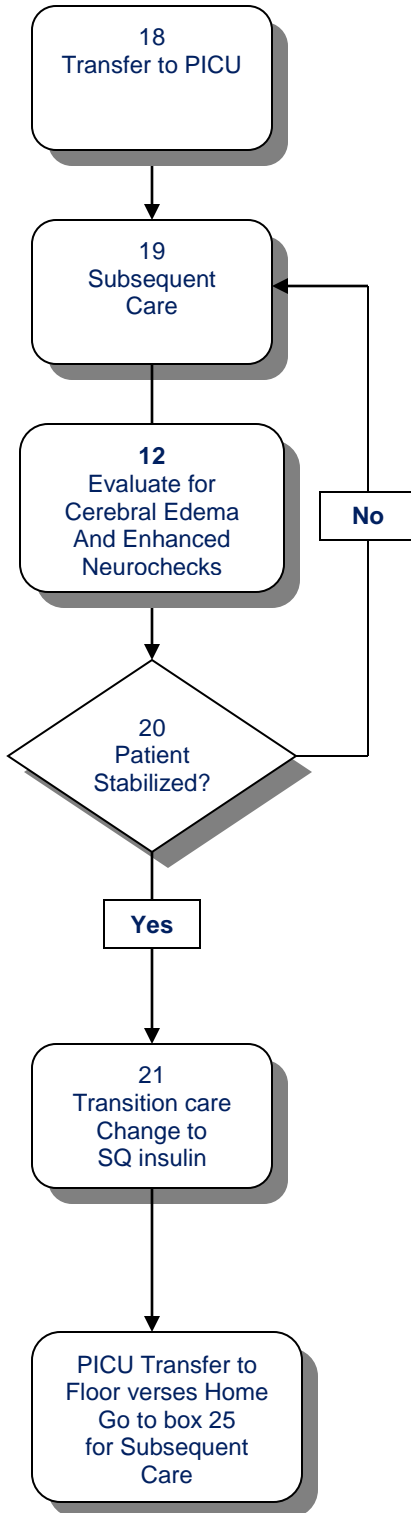 18
Transfer to PICU
19
Subsequent
Care
12
Evaluate for
Cerebral Edema
And Enhanced
Neurochecks
No
20
Patient
Stabilized?
Yes
21
Transition care
Change to
SQ insulin
PICU Transfer to
Floor verses Home
Go to box 25
for Subsequent
Care